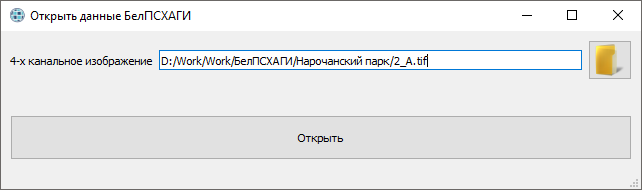 Открыть данные БелПСХАГИ
4-х канальное изображение D:/Work/Work/БелПСХАГИ/Нарочанский парк/2_A.tif
Открыть